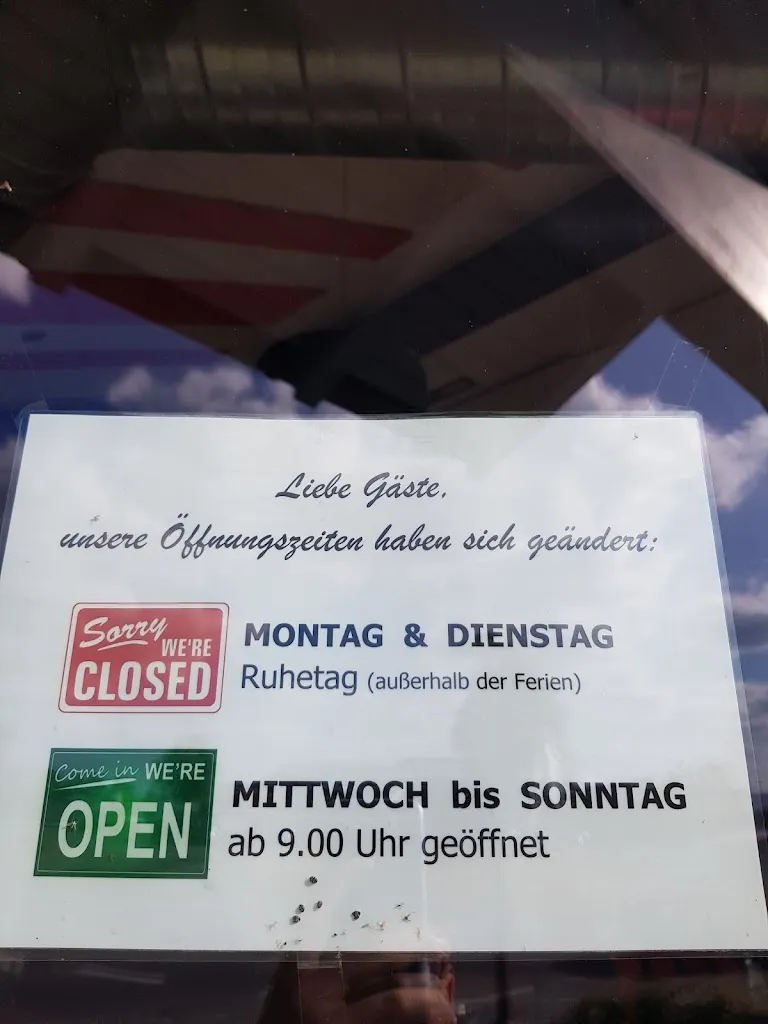 Liebe Gäste,
unsere Öffnungszeiten haben sich geändert:
Sorry
WE'RE
CLOSED
MONTAG & DIENSTAG
Ruhetag (außerhalb der Ferien)
Come in WE'RE
OPEN
MITTWOCH bis SONNTAG
ab 9.00 Uhr geöffnet